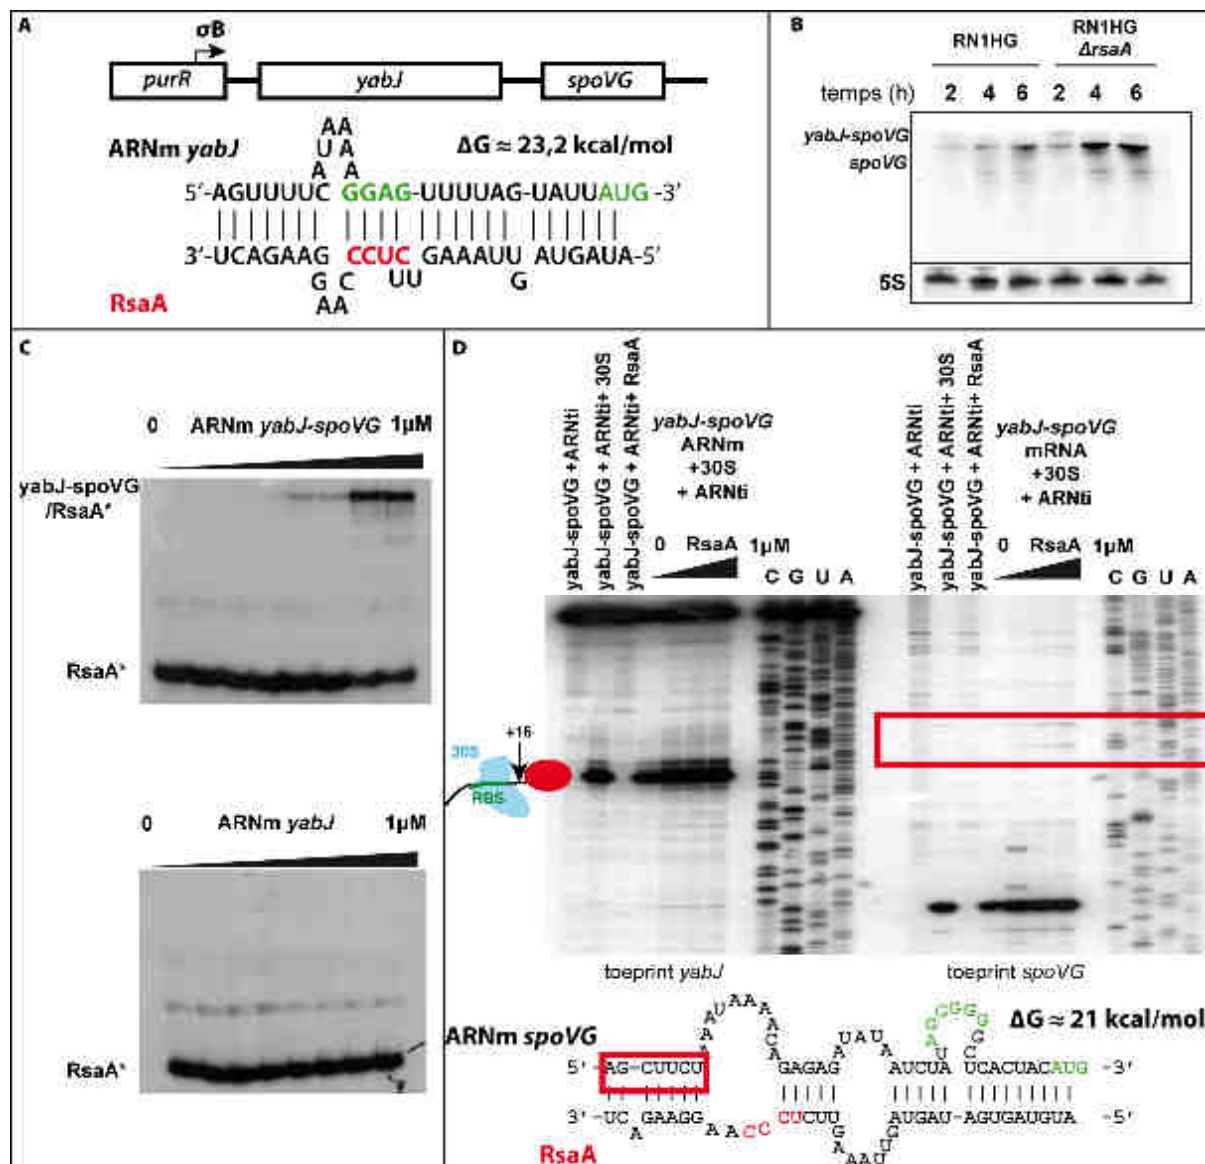 A
σB
purR
yabJ
spoVG
ARNm yabJ
ΔG ≈ 23,2 kcal/mol
AA
U A
A A
5'-AGUUUUC GGAG-UUUUAG-UAUUAUG-3'
3'-UCAGAAG CCUC GAAAUU AUGAUA-5'
G C UU G
AA
RsaA
B
RN1HG
RN1HG
ΔrsaA
temps (h) 2 4 6 2 4 6
yabJ-spoVG
spoVG
5S
C
0 ARNm yabJ-spoVG 1µM
yabJ-spoVG
/RsaA*
RsaA*
0 ARNm yabJ 1µM
RsaA*
D
yabJ-spoVG +ARNti
yabJ-spoVG + ARNti+ 30S
yabJ-spoVG + ARNti+ RsaA
yabJ-spoVG
ARNm
+30S
+ ARNti
0 RsaA 1µM
C G U A
yabJ-spoVG + ARNti
yabJ-spoVG + ARNti+ 30S
yabJ-spoVG + ARNti+ RsaA
yabJ-spoVG
mRNA
+30S
+ ARNti
0 RsaA 1µM
C G U A
+16
30S
RBS
toeprint yabJ
toeprint spoVG
ARNm spoVG
ΔG ≈ 21 kcal/mol
5' AG-CUUCU
GAGAG
AUAU
AUCUA
UCACUACAUG -3'
3' -UC
GAAGG
AA
CC
CUCUU
AUGAU-AGUGAUGUA -5'
RsaA